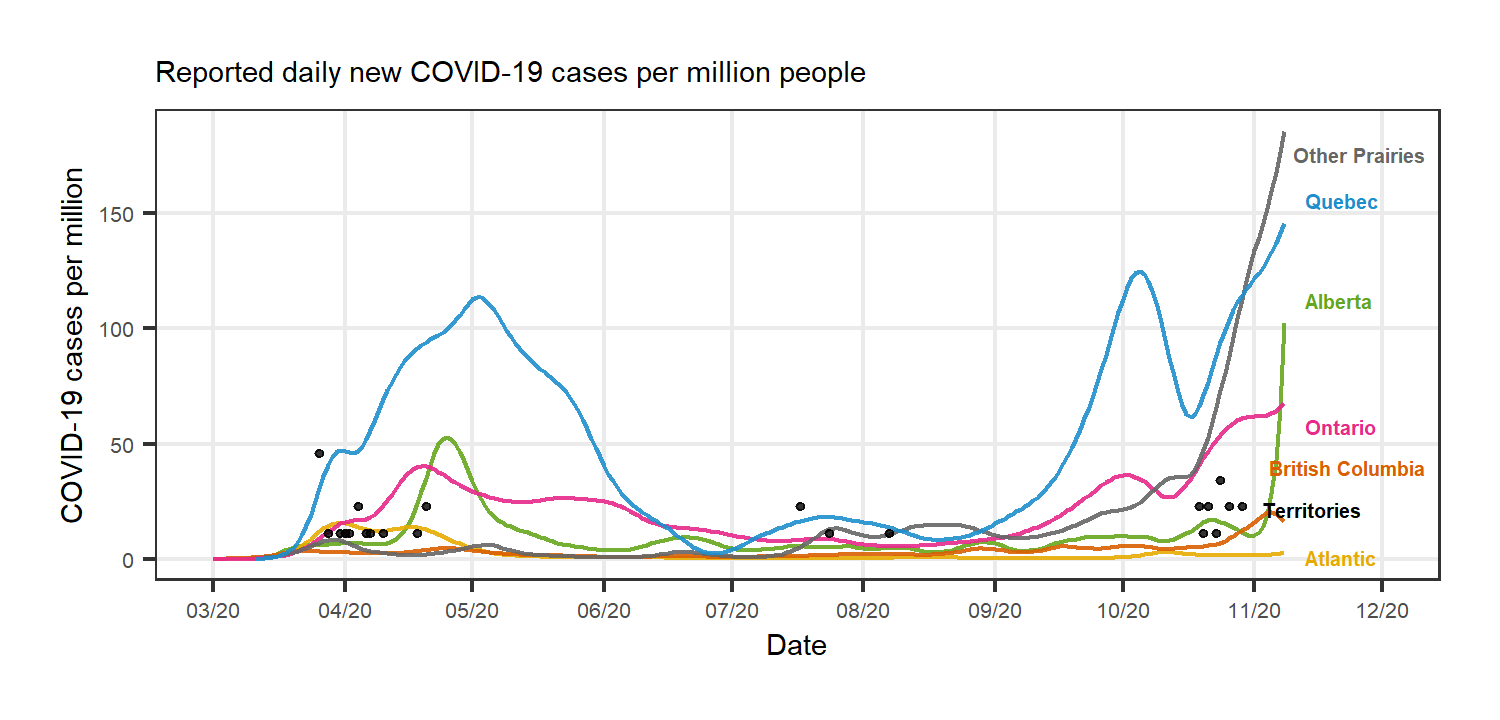 Reported daily new COVID-19 cases per million people
COVID-19 cases per million
150
100
50
0
Other Prairies
Quebec
Alberta
Ontario
British Columbia
Territories
Atlantic
03/20 04/20 05/20 06/20 07/20 08/20 09/20 10/20 11/20 12/20
Date